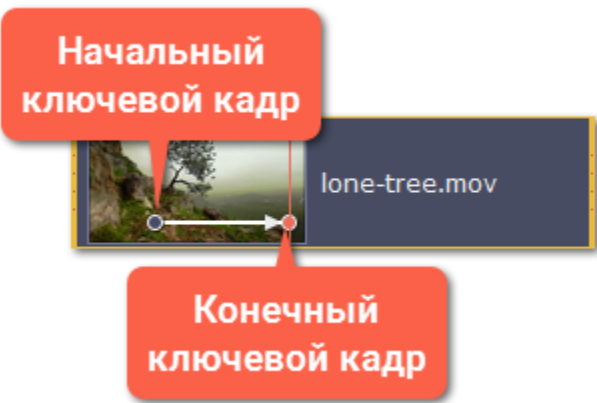 Начальный
ключевой кадр
lone-tree.mov
Конечный
ключевой кадр